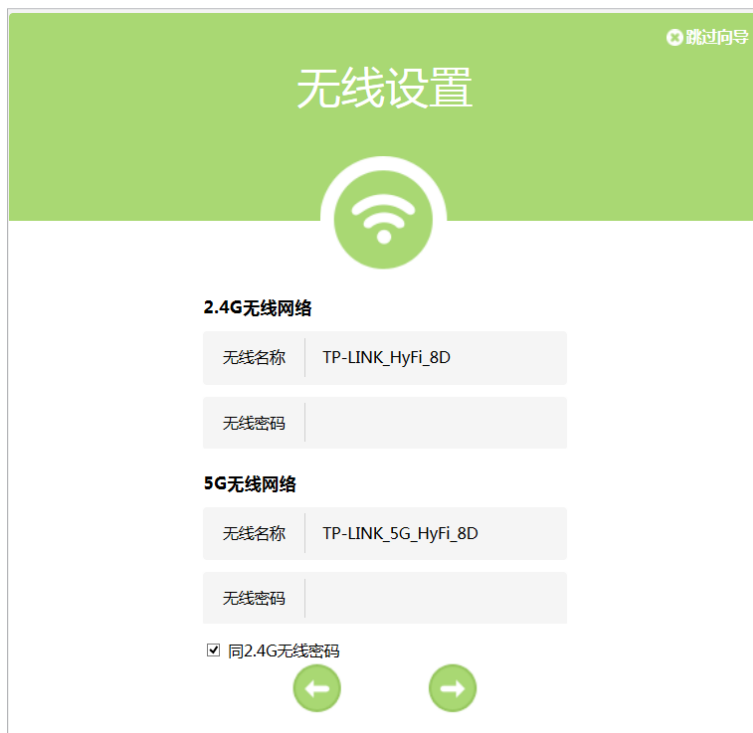 跳过向导
无线设置
2.4G无线网络
无线名称 TP-LINK_HyFi_8D
无线密码
5G无线网络
无线名称 TP-LINK_5G_HyFi_8D
无线密码
同2.4G无线密码